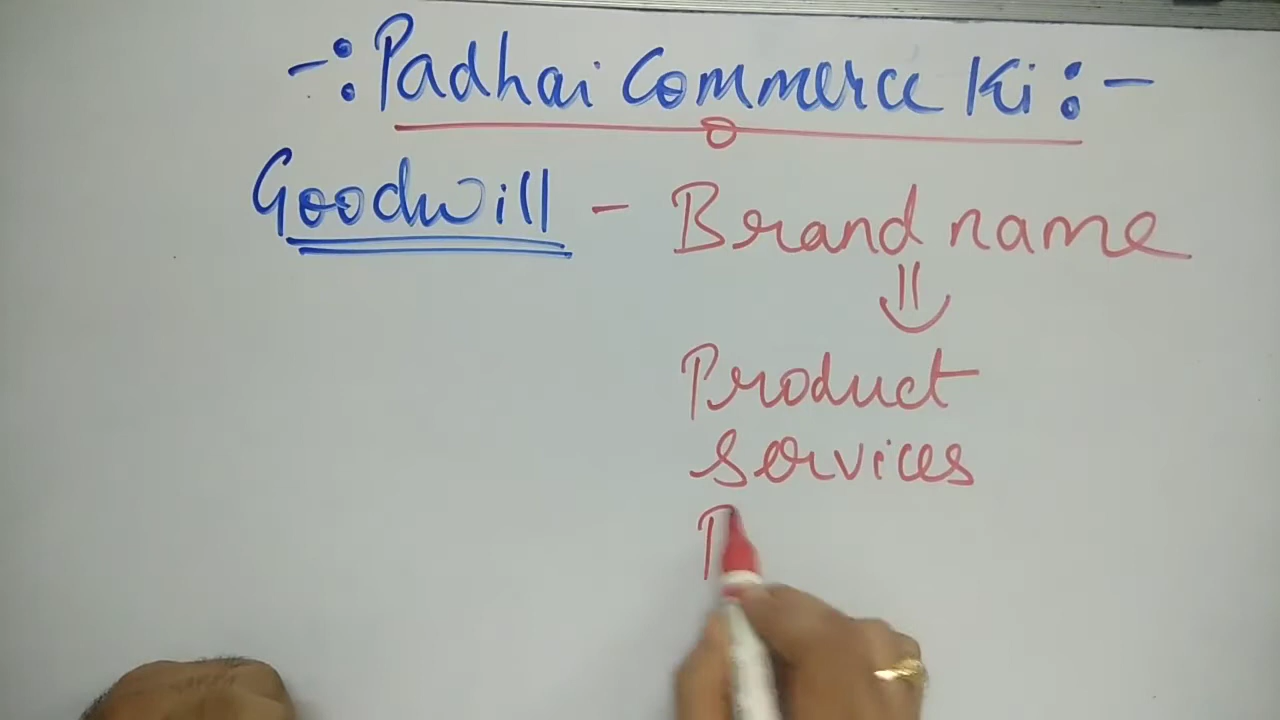 -: Padhai Commerce Ki :-
Goodwill - Brand name
Product
Services